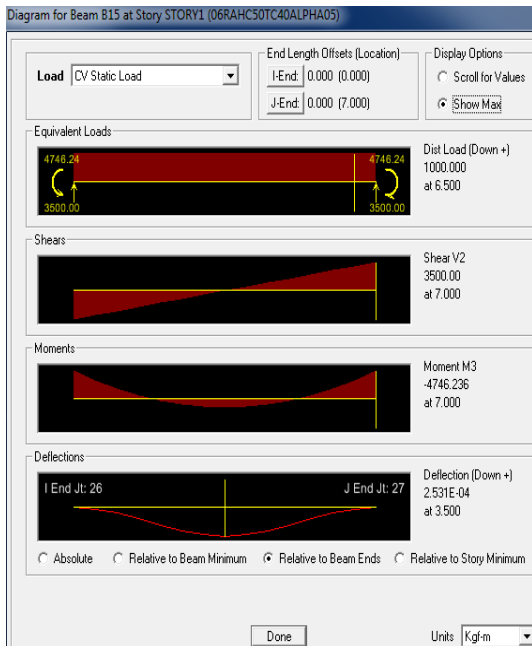 Diagram for Beam B15 at Story STORY1 (06RAHC50TC40ALPHA05)
Load CV Static Load
End Length Offsets (Location)
I-End: 0.000 (0.000)
J-End: 0.000 (7.000)
Display Options
Scroll for Values
Show Max
Equivalent Loads
4746.24 4746.24
3500.00 3500.00
Dist Load (Down +)
1000.000
at 6.500
Shears
Shear V2
3500.00
at 7.000
Moments
Moment M3
-4746.236
at 7.000
Deflections
I End Jt: 26 J End Jt: 27
Deflection (Down +)
2.531E-04
at 3.500
Absolute Relative to Beam Minimum Relative to Beam Ends Relative to Story Minimum
Done Units Kgf-m